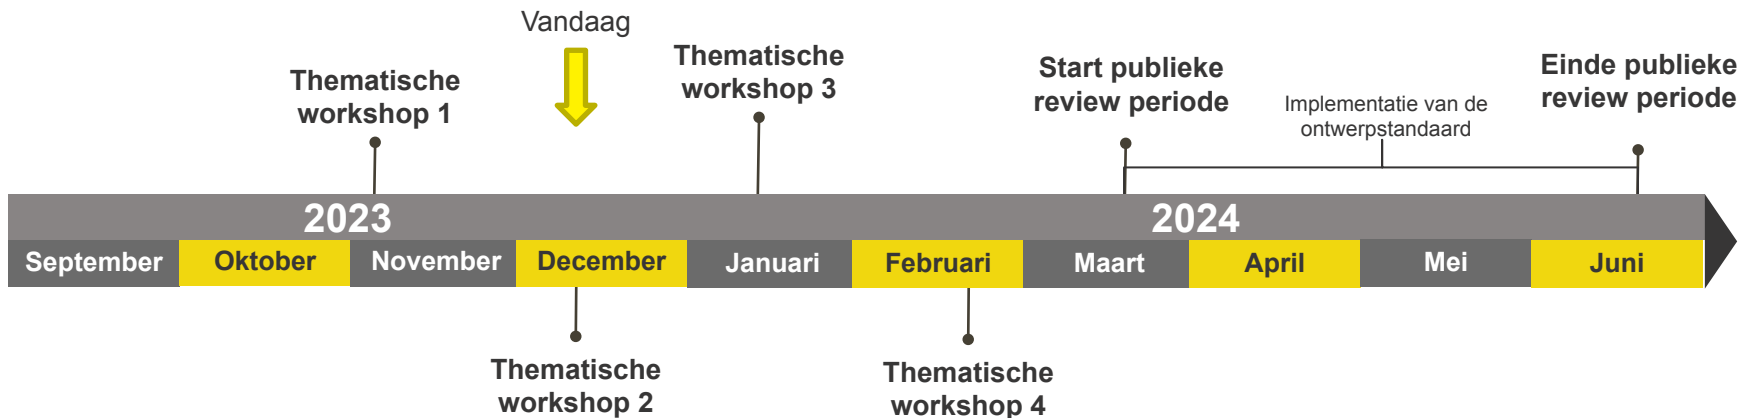 Vandaag
Thematische
workshop 1
Thematische
workshop 3
Start publieke
review periode
Implementatie van de
ontwerpstandaard
Einde publieke
review periode
2023
2024
September
Oktober
November
December
Januari
Februari
Maart
April
Mei
Juni
Thematische
workshop 2
Thematische
workshop 4